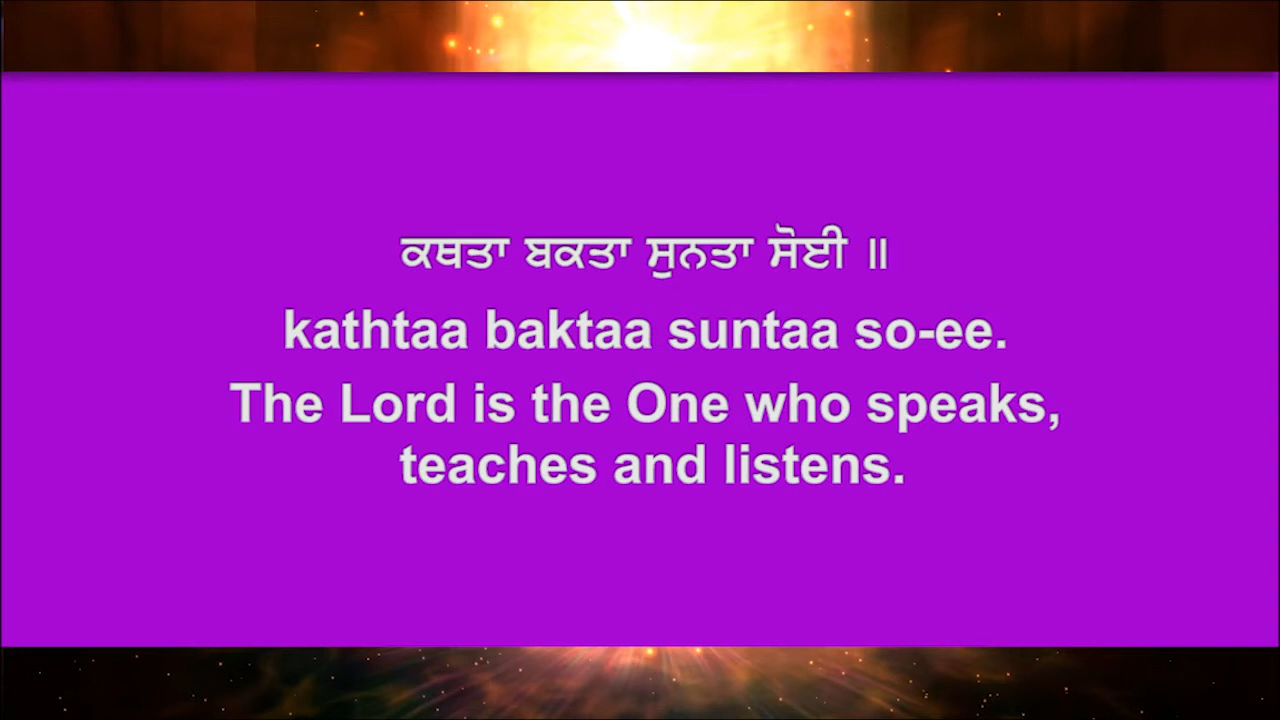 ਕਥਤਾ ਬਕਤਾ ਸੁਨਤਾ ਸੋਈ ॥
kathtaa baktaa suntaa so-ee.
The Lord is the One who speaks,
teaches and listens.